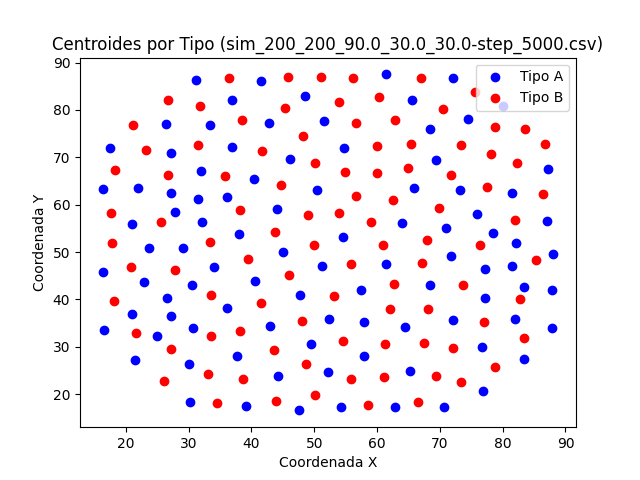 Centroides por Tipo (sim_200_200_90.0_30.0_30.0-step_5000.csv)
90
80
70
60
50
40
30
20
Coordenada Y
Tipo A
Tipo B
20 30 40 50 60 70 80 90
Coordenada X